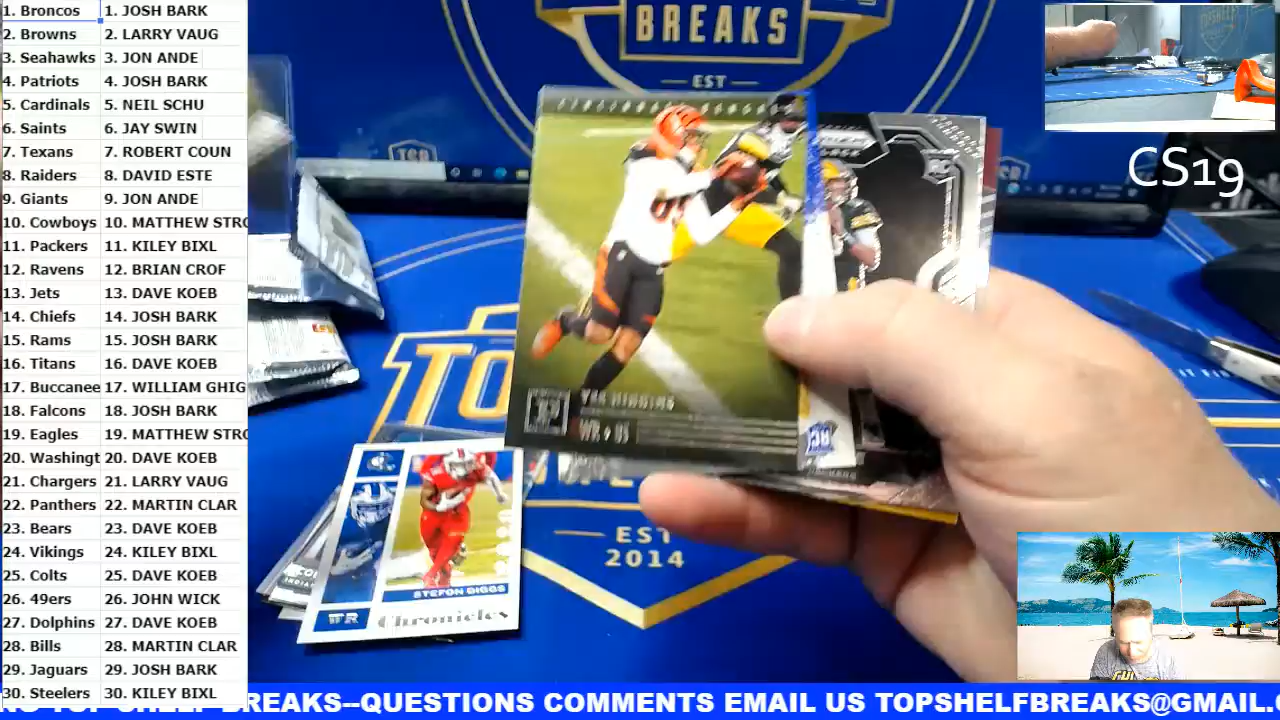 1. Broncos 1. JOSH BARK
2. Browns 2. LARRY VAUG
3. Seahawks 3. JON ANDE
4. Patriots 4. JOSH BARK
5. Cardinals 5. NEIL SCHU
6. Saints 6. JAY SWIN
7. Texans 7. ROBERT COUN
8. Raiders 8. DAVID ESTE
9. Giants 9. JON ANDE
10. Cowboys 10. MATTHEW STRO
11. Packers 11. KILEY BIXL
12. Ravens 12. BRIAN CROF
13. Jets 13. DAVE KOEB
14. Chiefs 14. JOSH BARK
15. Rams 15. JOSH BARK
16. Titans 16. DAVE KOEB
17. Buccanee 17. WILLIAM GHIG
18. Falcons 18. JOSH BARK
19. Eagles 19. MATTHEW STRO
20. Washingt 20. DAVE KOEB
21. Chargers 21. LARRY VAUG
22. Panthers 22. MARTIN CLAR
23. Bears 23. DAVE KOEB
24. Vikings 24. KILEY BIXL
25. Colts 25. DAVE KOEB
26. 49ers 26. JOHN WICK
27. Dolphins 27. DAVE KOEB
28. Bills 28. MARTIN CLAR
29. Jaguars 29. JOSH BARK
30. Steelers 30. KILEY BIXL
BREAKS
EST
CS19
TEE HIGGINS
WR • 85
EST
2014
STEFON DIGGS
WR
Chronicles
TOP SHELF BREAKS--QUESTIONS COMMENTS EMAIL US TOPSHELFBREAKS@GMAIL.C